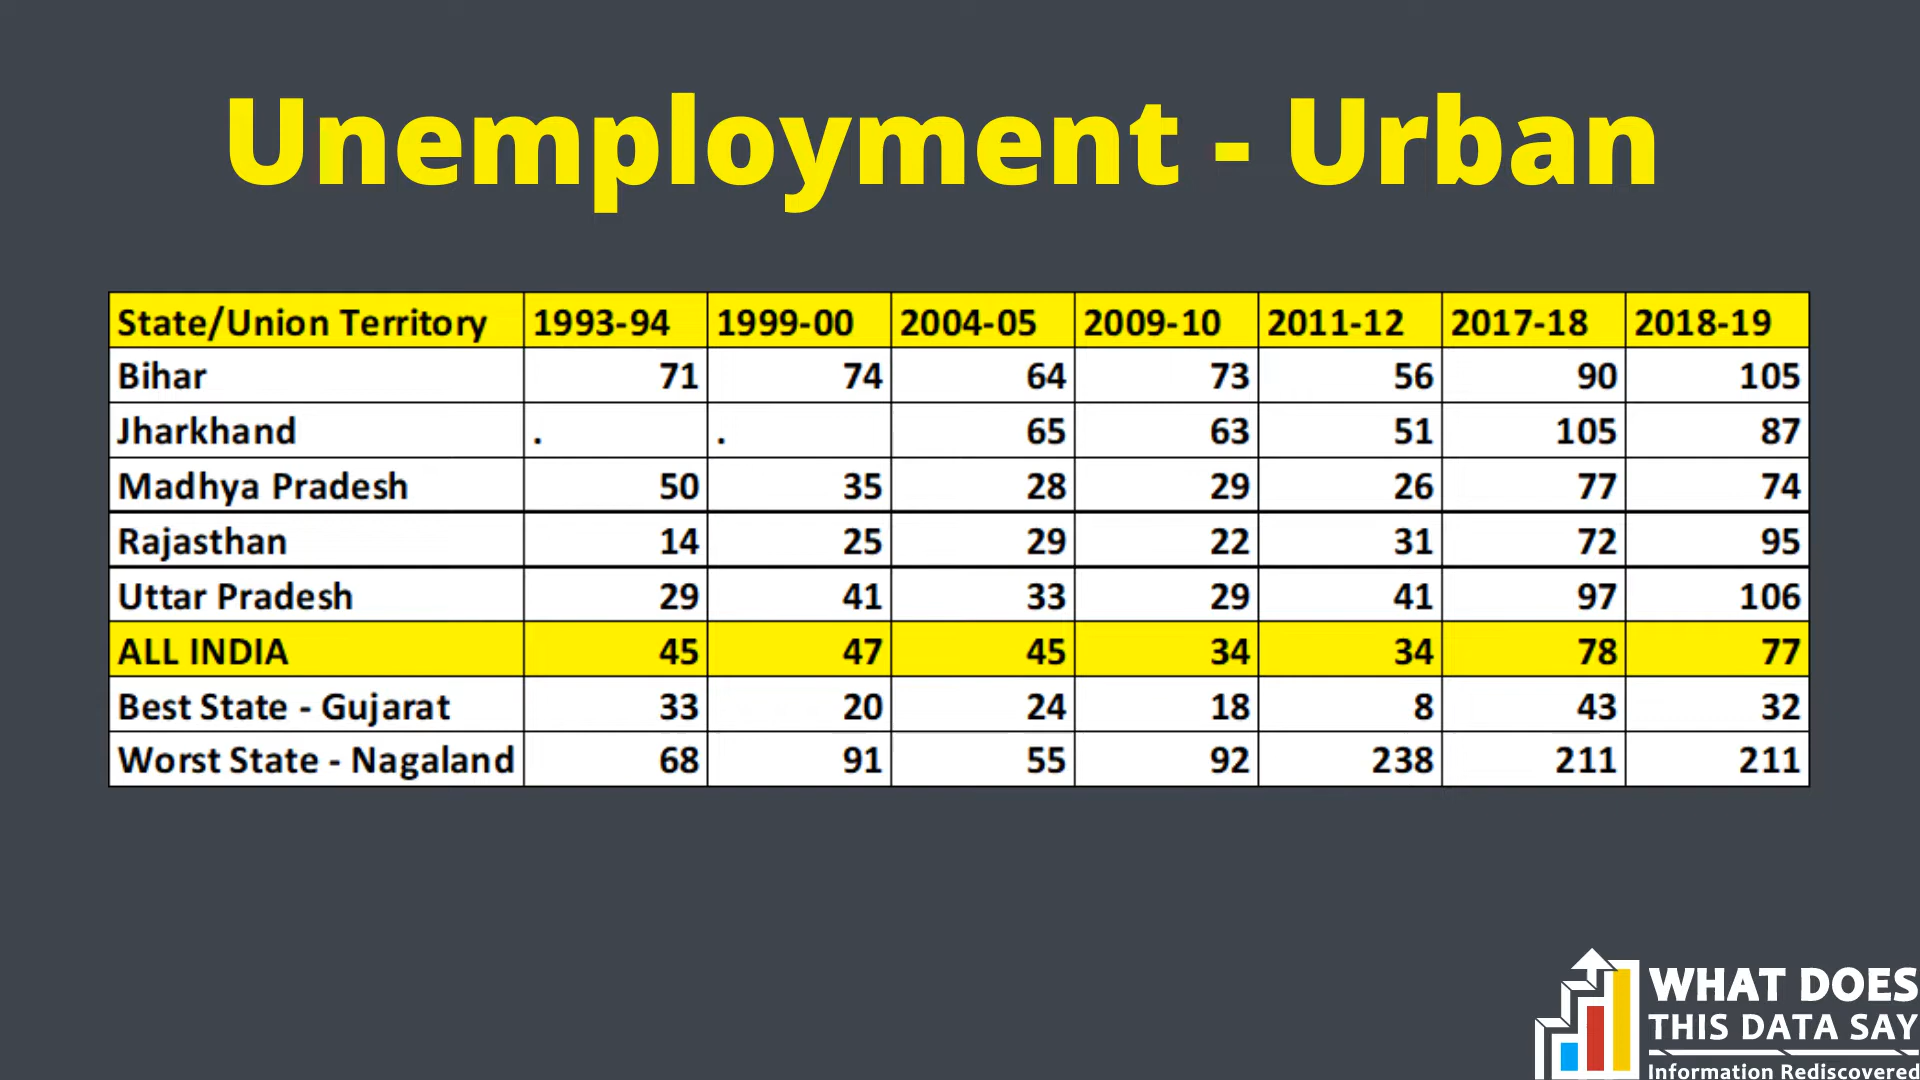 Unemployment - Urban
State/Union Territory 1993-94 1999-00 2004-05 2009-10 2011-12 2017-18 2018-19
Bihar 71 74 64 73 56 90 105
Jharkhand . . 65 63 51 105 87
Madhya Pradesh 50 35 28 29 26 77 74
Rajasthan 14 25 29 22 31 72 95
Uttar Pradesh 29 41 33 29 41 97 106
ALL INDIA 45 47 45 34 34 78 77
Best State - Gujarat 33 20 24 18 8 43 32
Worst State - Nagaland 68 91 55 92 238 211 211
WHAT DOES
THIS DATA SAY
Information Rediscovered